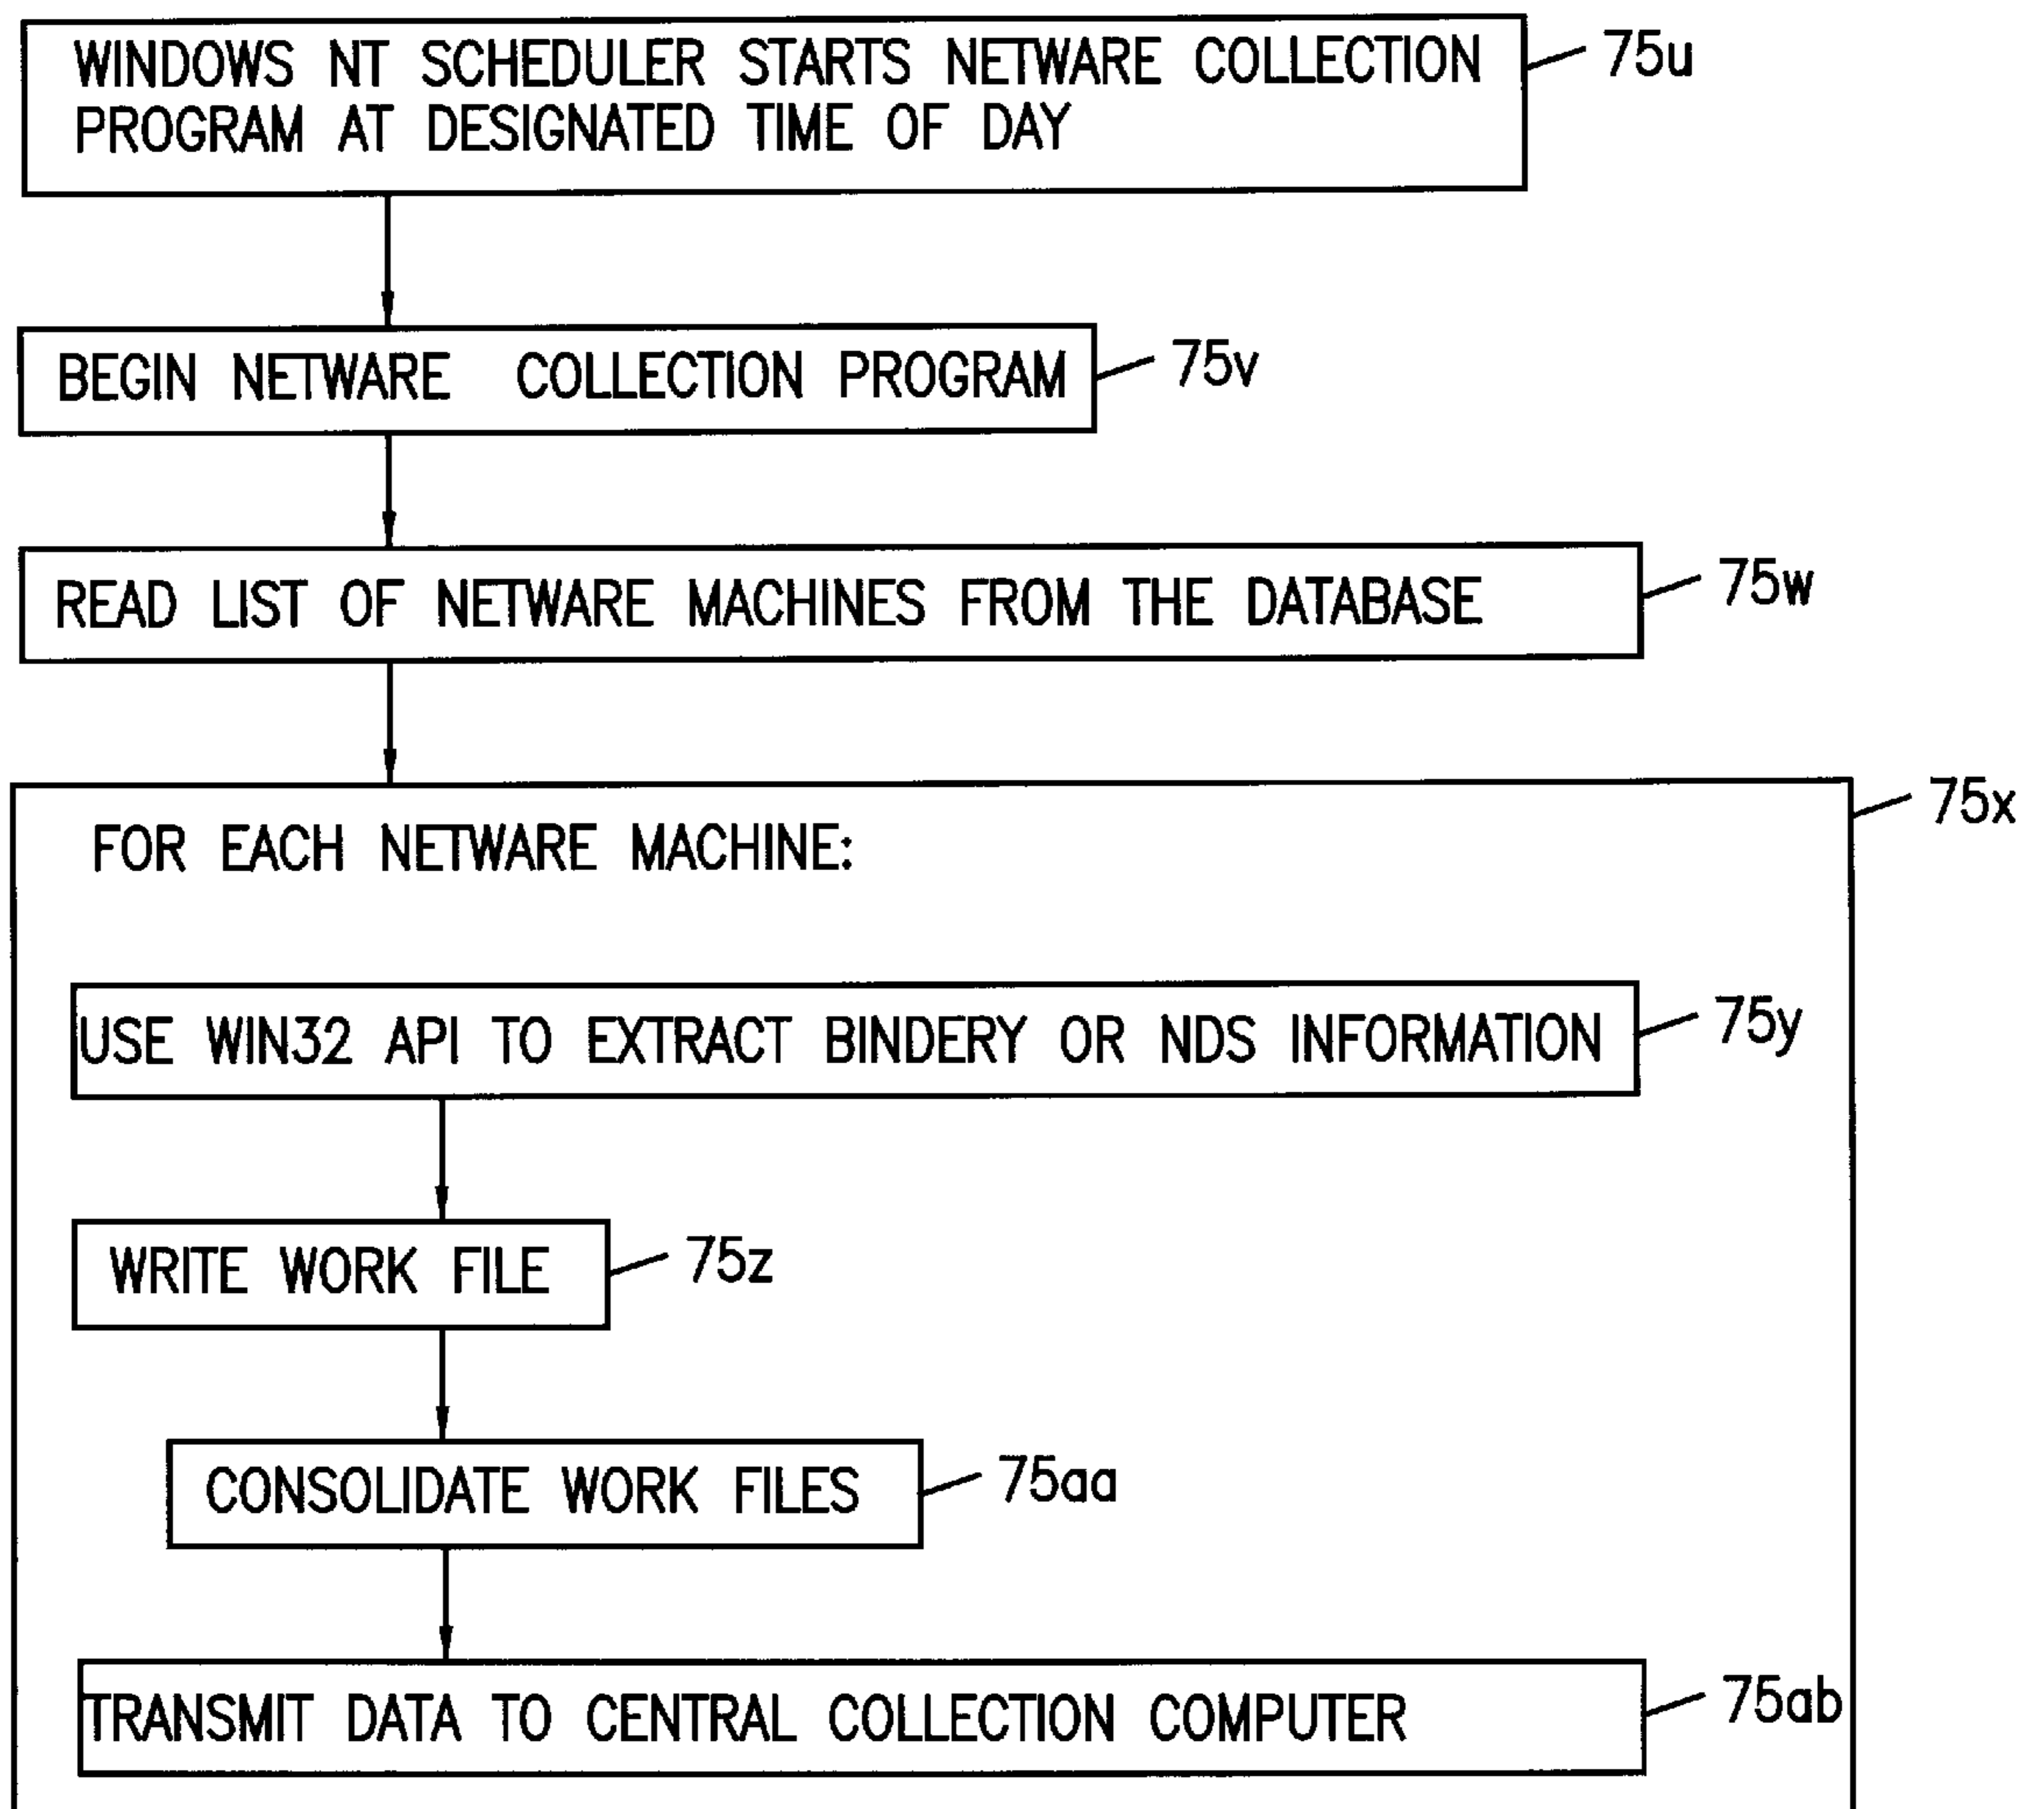 WINDOWS NT SCHEDULER STARTS NETWARE COLLECTION
PROGRAM AT DESIGNATED TIME OF DAY
75u
BEGIN NETWARE COLLECTION PROGRAM
75v
READ LIST OF NETWARE MACHINES FROM THE DATABASE
75w
75x
FOR EACH NETWARE MACHINE:
USE WIN32 API TO EXTRACT BINDERY OR NDS INFORMATION
75y
WRITE WORK FILE
75z
CONSOLIDATE WORK FILES
75aa
TRANSMIT DATA TO CENTRAL COLLECTION COMPUTER
75ab